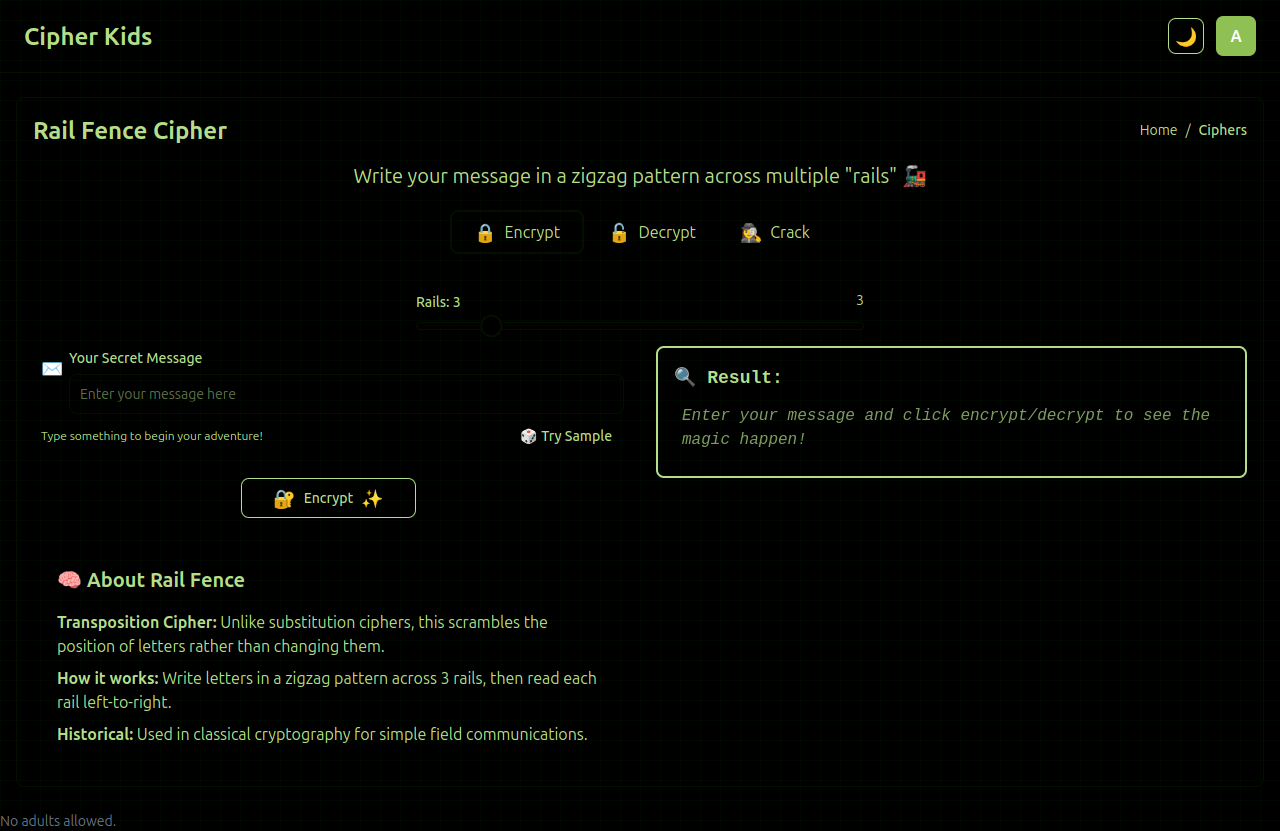 Cipher Kids
A
Rail Fence Cipher
Home / Ciphers
Write your message in a zigzag pattern across multiple "rails" 🚂
🔒 Encrypt
🔓 Decrypt
🕵️ Crack
Rails: 3
3
✉️ Your Secret Message
Enter your message here
Type something to begin your adventure!
🎲 Try Sample
🔐 Encrypt ✨
🔍 Result:
Enter your message and click encrypt/decrypt to see the
magic happen!
🧠 About Rail Fence
Transposition Cipher: Unlike substitution ciphers, this scrambles the
position of letters rather than changing them.
How it works: Write letters in a zigzag pattern across 3 rails, then read each
rail left-to-right.
Historical: Used in classical cryptography for simple field communications.
No adults allowed.